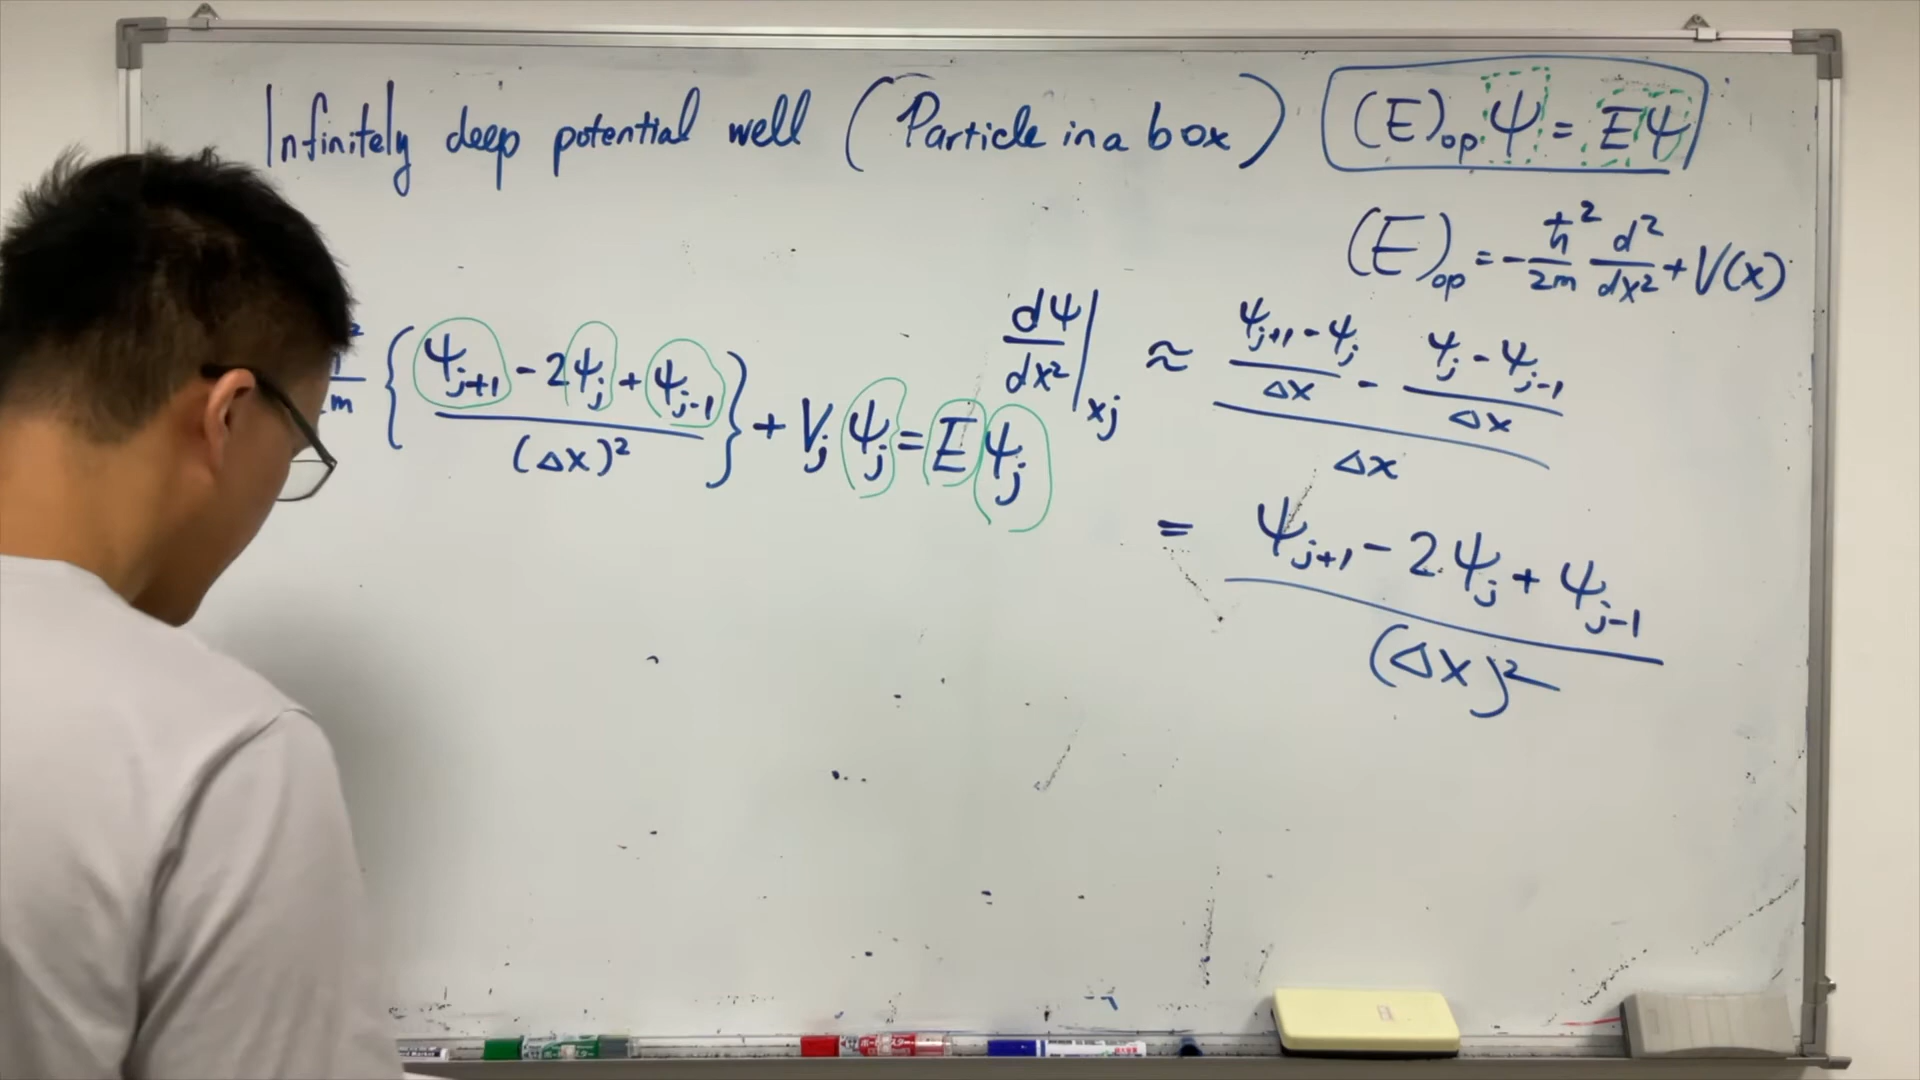 Infinitely deep potential well (Particle in a box)
(E)op Ψ = EΨ
(E)op = -ħ²/2m d²/dx² + V(x)
2m { (Ψj+1 - 2Ψj + Ψj-1)/(Δx)² } + Vj Ψj = E Ψj
dΨ/dx² |xj ≈ ((Ψj+1 - Ψj)/Δx - (Ψj - Ψj-1)/Δx)/Δx
= (Ψj+1 - 2Ψj + Ψj-1)/(Δx)²